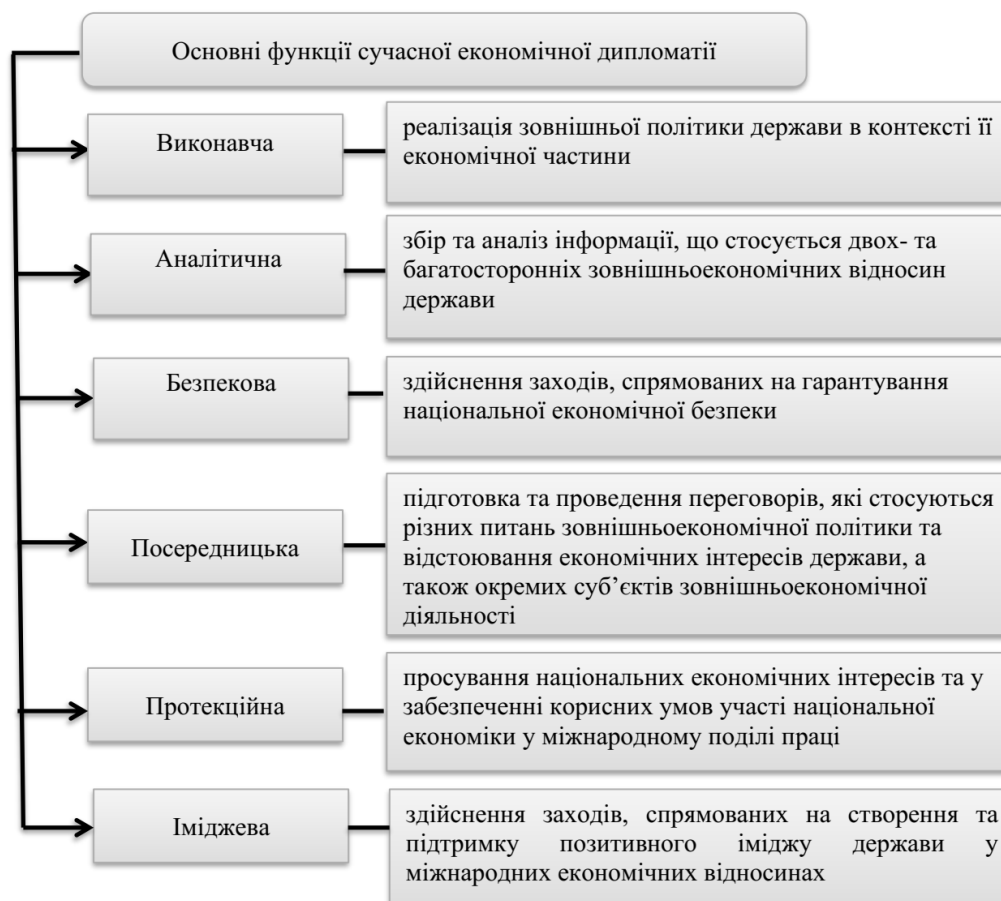 Основні функції сучасної економічної дипломатії
Виконавча
реалізація зовнішньої політики держави в контексті її
економічної частини
Аналітична
збір та аналіз інформації, що стосується двох- та
багатосторонніх зовнішньоекономічних відносин
держави
Безпекова
здійснення заходів, спрямованих на гарантування
національної економічної безпеки
Посередницька
підготовка та проведення переговорів, які стосуються
різних питань зовнішньоекономічної політики та
відстоювання економічних інтересів держави, а
також окремих суб’єктів зовнішньоекономічної
діяльності
Протекційна
просування національних економічних інтересів та у
забезпеченні корисних умов участі національної
економіки у міжнародному поділі праці
Іміджева
здійснення заходів, спрямованих на створення та
підтримку позитивного іміджу держави у
міжнародних економічних відносинах